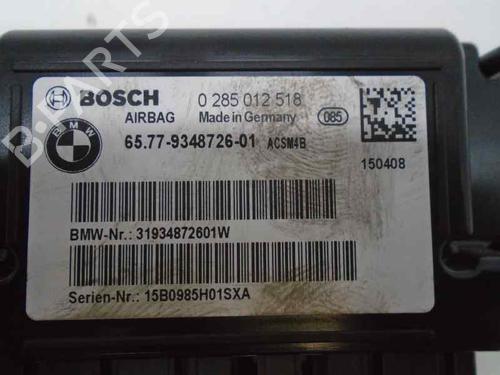 BOSCH 0 285 012 518
AIRBAG Made in Germany 085
BMW 65.77-9348726-01 ACSM4B
150408
BMW-Nr.: 31934872601W
Serien-Nr.: 15B0985H01SXA
B-PARTS